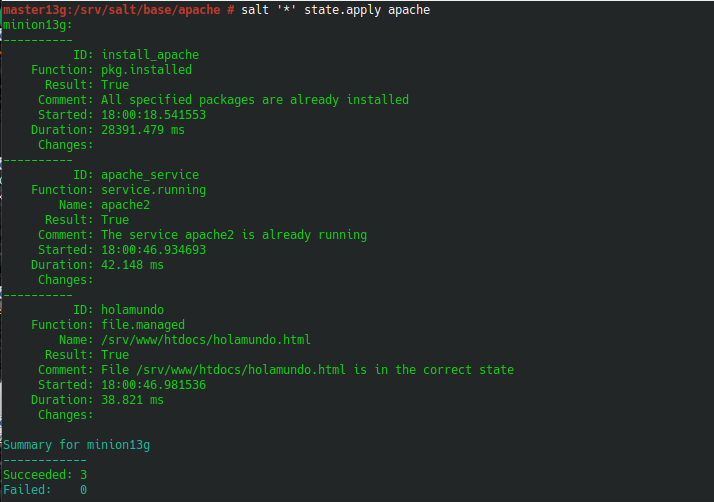 master13g:/srv/salt/base/apache # salt '*' state.apply apache
minion13g:
----------
          ID: install_apache
    Function: pkg.installed
      Result: True
     Comment: All specified packages are already installed
     Started: 18:00:18.541553
    Duration: 28391.479 ms
     Changes:
----------
          ID: apache_service
    Function: service.running
        Name: apache2
      Result: True
     Comment: The service apache2 is already running
     Started: 18:00:46.934693
    Duration: 42.148 ms
     Changes:
----------
          ID: holamundo
    Function: file.managed
        Name: /srv/www/htdocs/holamundo.html
      Result: True
     Comment: File /srv/www/htdocs/holamundo.html is in the correct state
     Started: 18:00:46.981536
    Duration: 38.821 ms
     Changes:

Summary for minion13g
------------
Succeeded: 3
Failed:    0